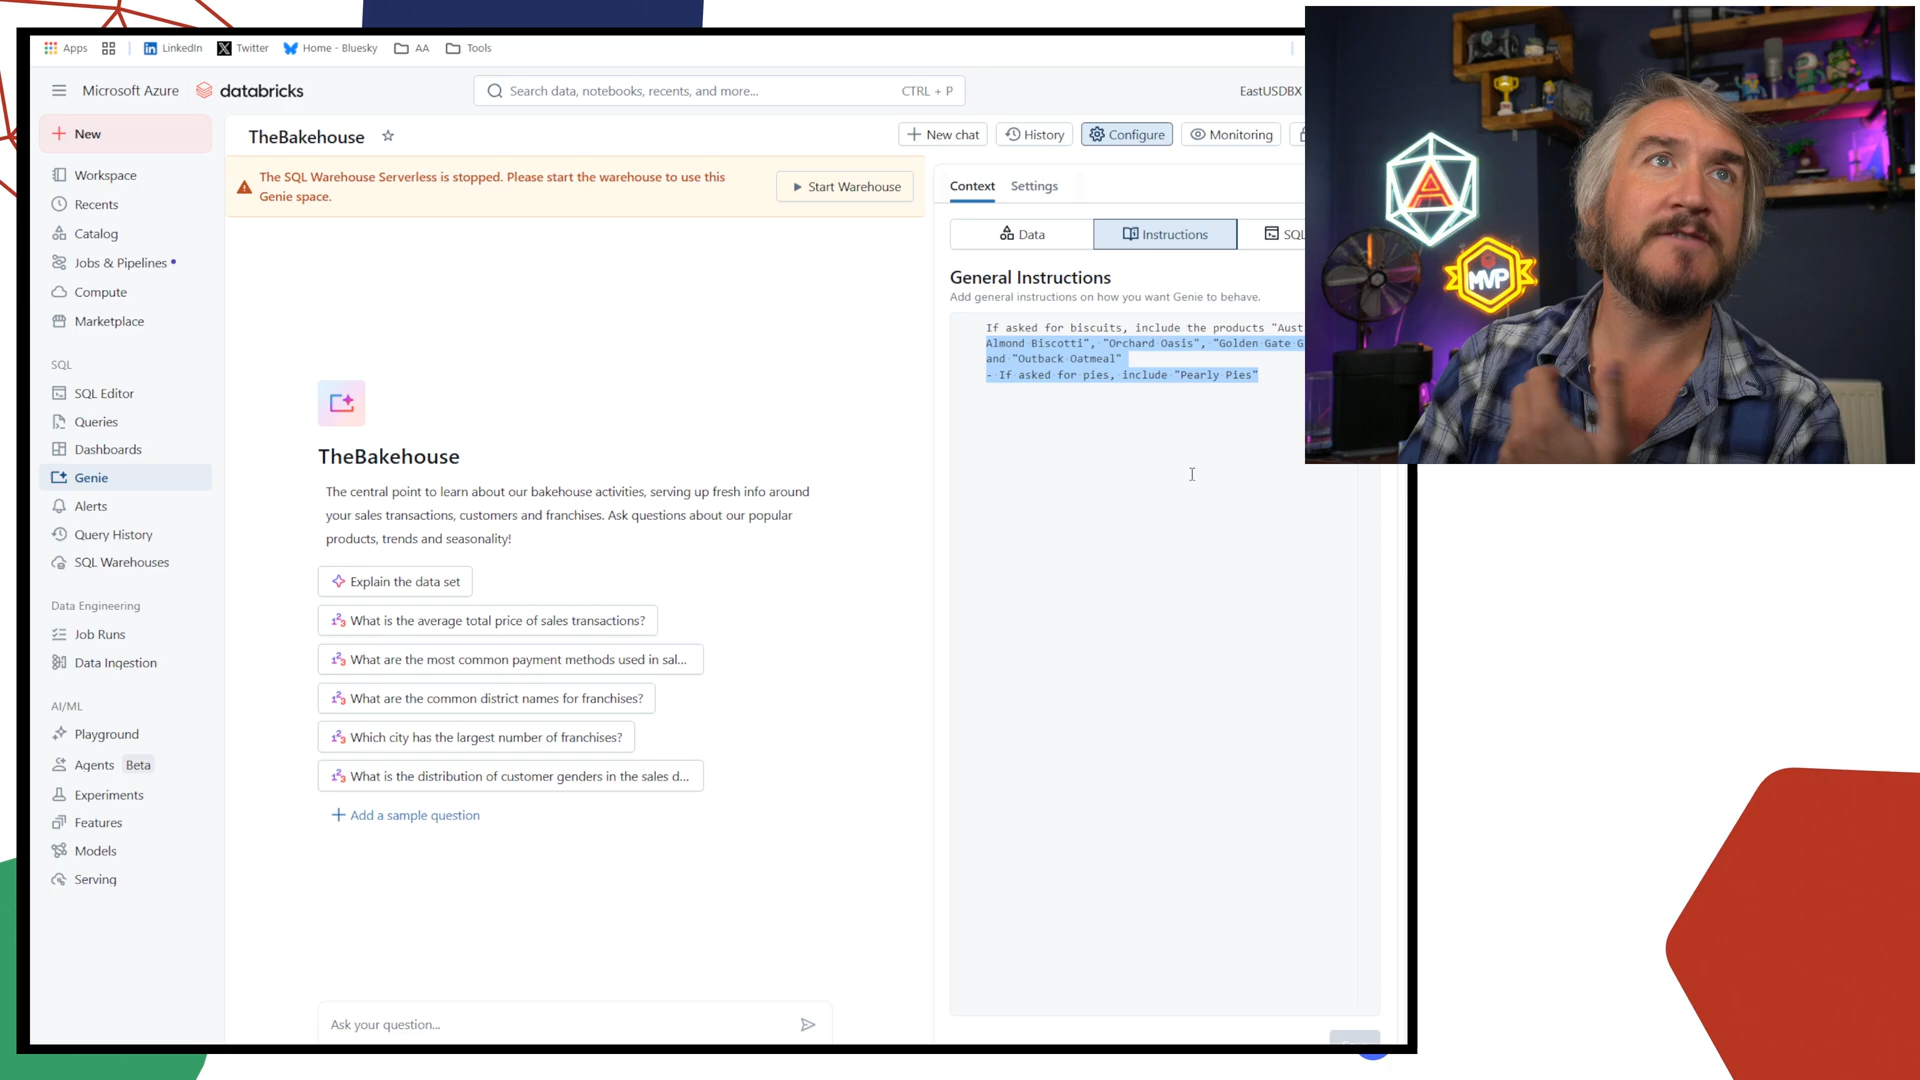 Apps
LinkedIn
Twitter
Home - Bluesky
AA
Tools
Microsoft Azure
databricks
Search data, notebooks, recents, and more...
CTRL + P
EastUSDBX
New
Workspace
Recents
Catalog
Jobs & Pipelines
Compute
Marketplace
SQL
SQL Editor
Queries
Dashboards
Genie
Alerts
Query History
SQL Warehouses
Data Engineering
Job Runs
Data Ingestion
AI/ML
Playground
Agents Beta
Experiments
Features
Models
Serving
TheBakehouse
New chat
History
Configure
Monitoring
The SQL Warehouse Serverless is stopped. Please start the warehouse to use this
Genie space.
Start Warehouse
TheBakehouse
The central point to learn about our bakehouse activities, serving up fresh info around
your sales transactions, customers and franchises. Ask questions about our popular
products, trends and seasonality!
Explain the data set
What is the average total price of sales transactions?
What are the most common payment methods used in sal...
What are the common district names for franchises?
Which city has the largest number of franchises?
What is the distribution of customer genders in the sales d...
Add a sample question
Ask your question...
Context
Settings
Data
Instructions
SQL
General Instructions
Add general instructions on how you want Genie to behave.
If asked for biscuits, include the products "Aust
Almond Biscotti", "Orchard Oasis", "Golden Gate G
and "Outback Oatmeal"
- If asked for pies, include "Pearly Pies"
A
MVP